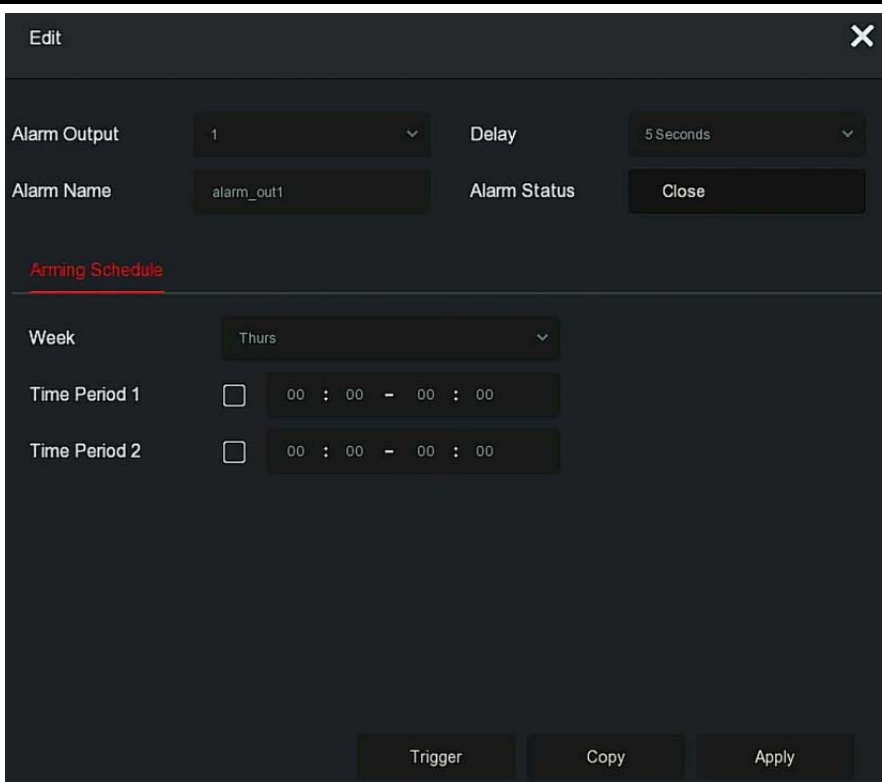 Edit
Alarm Output 1 Delay 5 Seconds
Alarm Name alarm_out1 Alarm Status Close
Arming Schedule
Week Thurs
Time Period 1 00 : 00 - 00 : 00
Time Period 2 00 : 00 - 00 : 00
Trigger Copy Apply